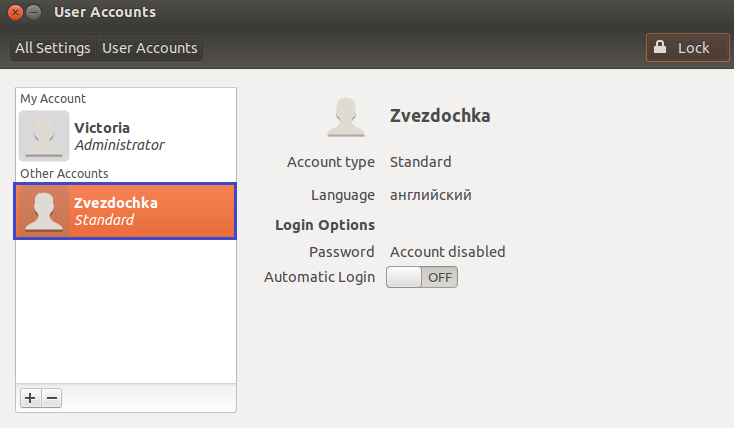 User Accounts
All Settings User Accounts Lock
My Account
Victoria
Administrator
Other Accounts
Zvezdochka
Standard
Zvezdochka
Account type Standard
Language английский
Login Options
Password Account disabled
Automatic Login OFF